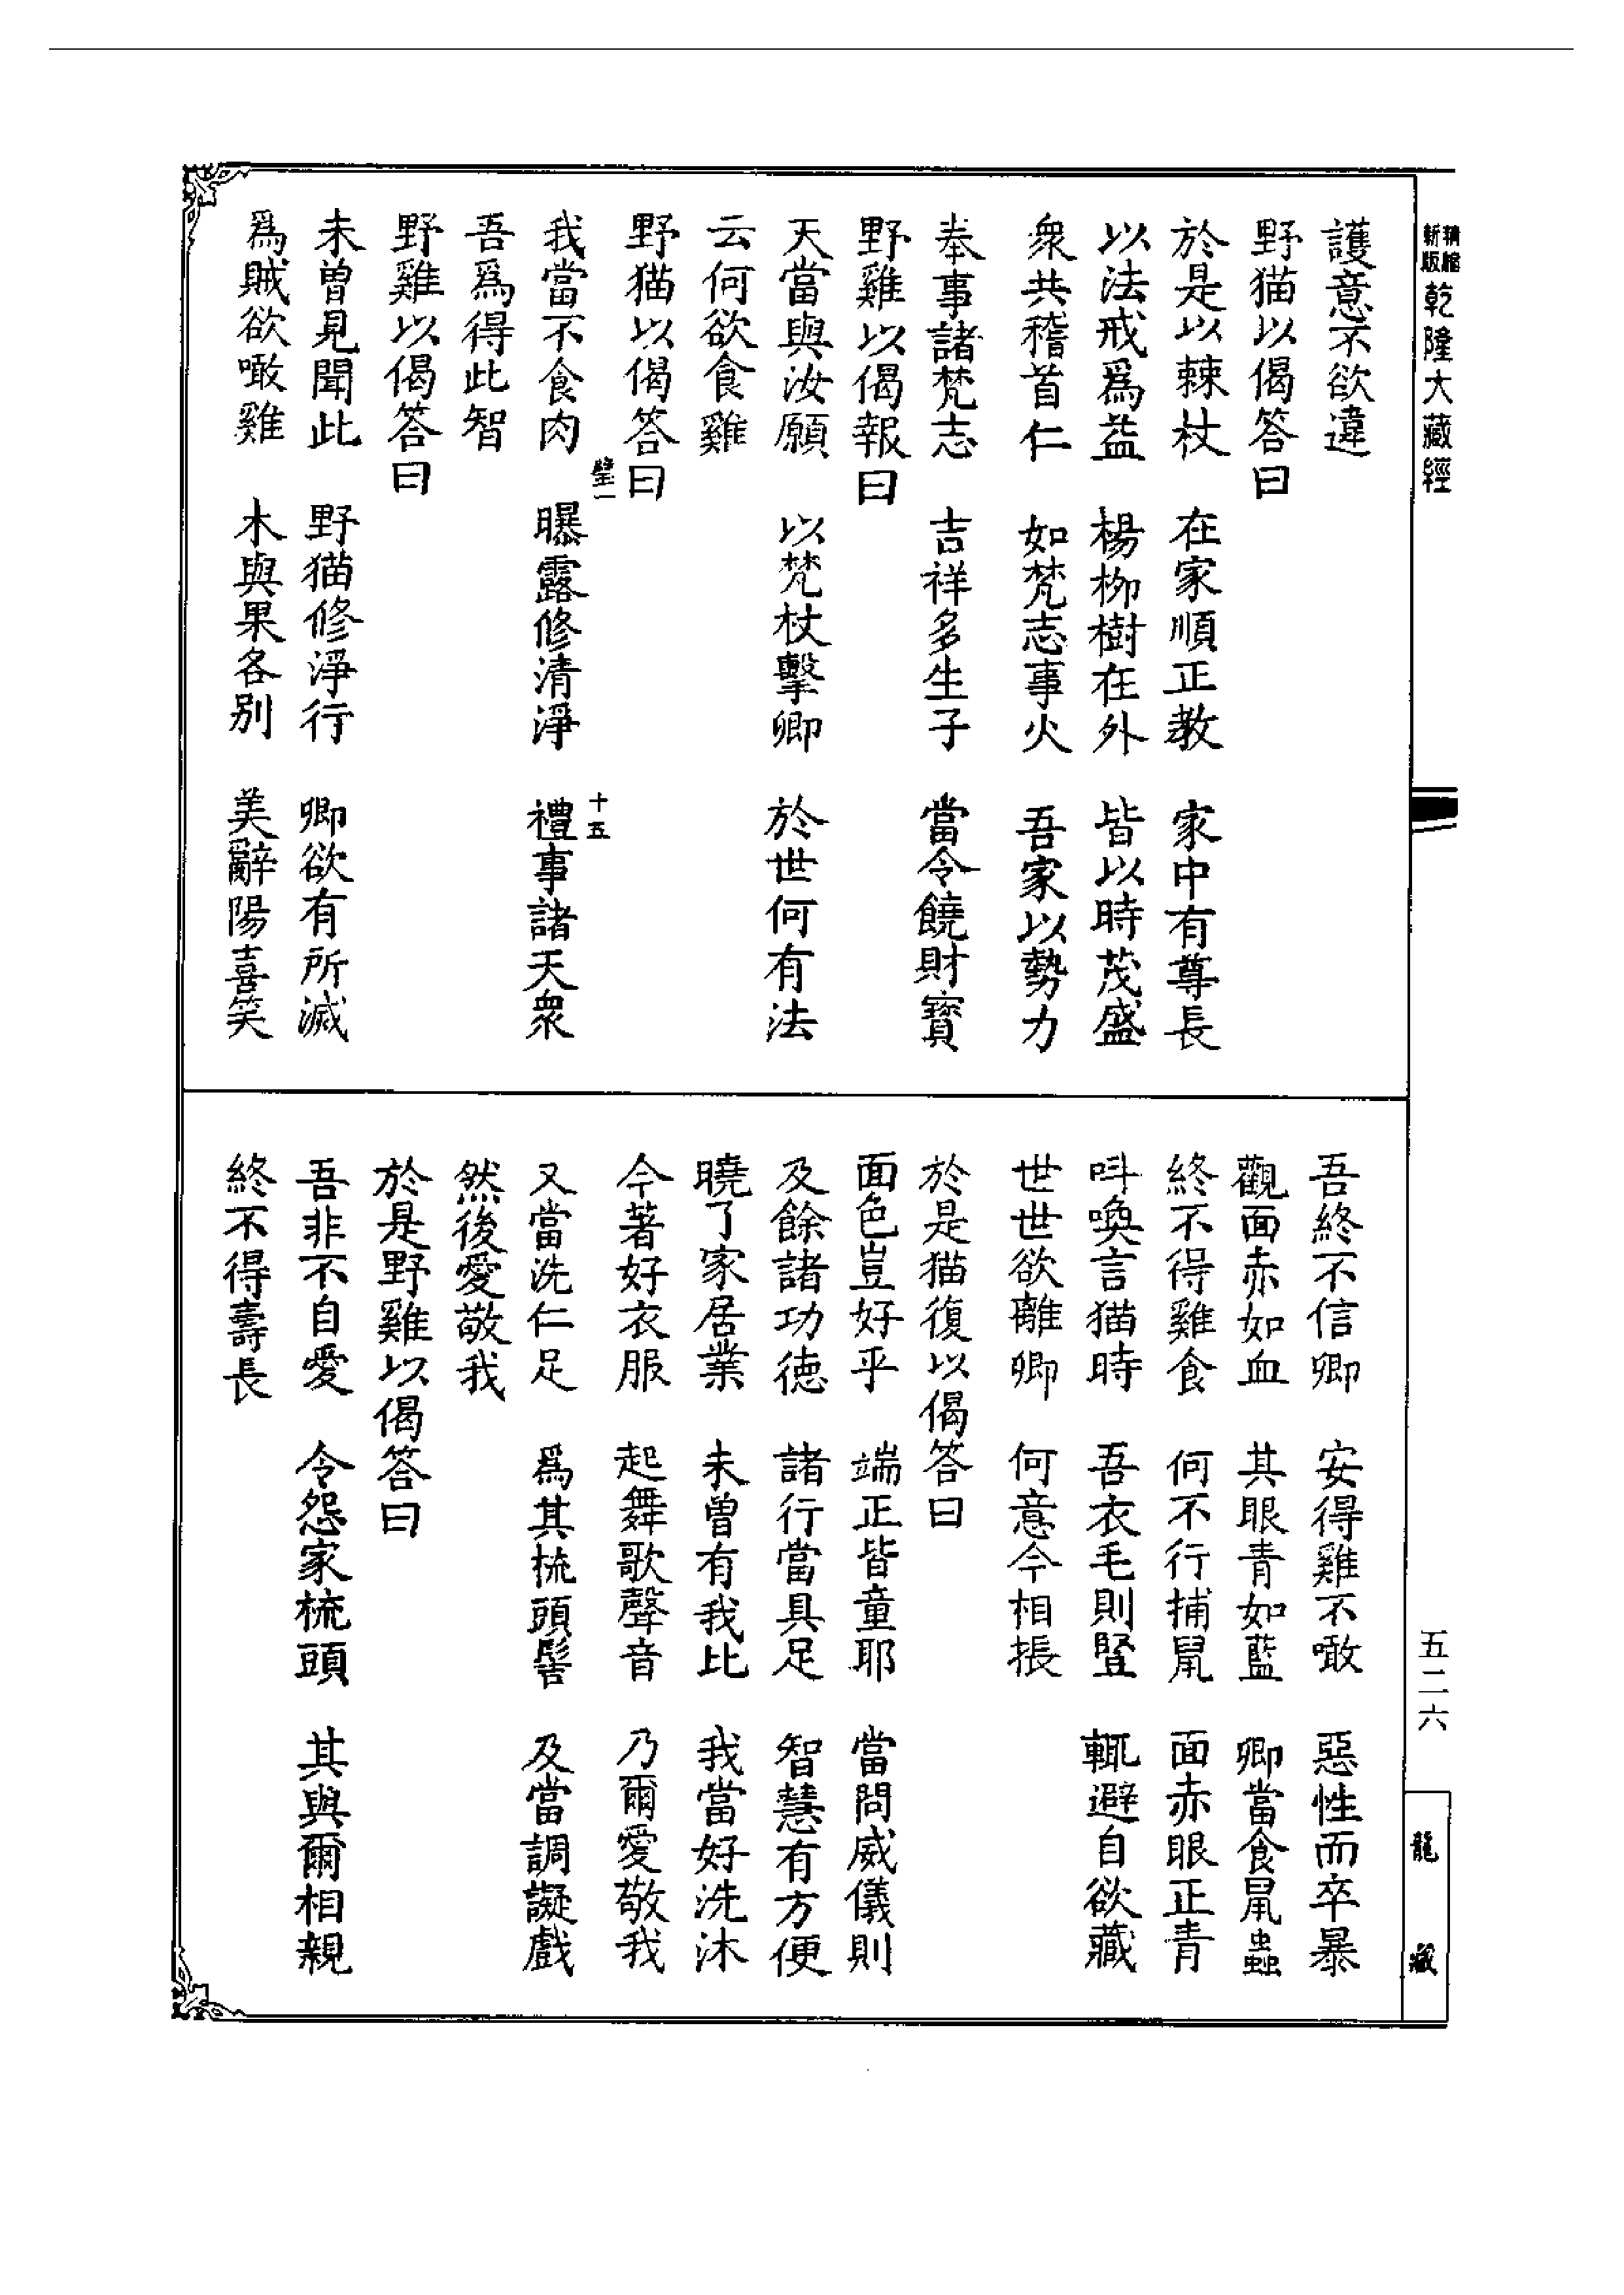 精縮新版乾隆大藏經
護意不欲違
野猫以偈答曰
於是以棘杖　在家順正教　家中有尊長
以法戒爲益　楊柳樹在外　皆以時茂盛
衆共稽首仁　如梵志事火　吾家以勢力
奉事諸梵志　吉祥多生子　當令饒財寳
野雞以偈報曰
天當與汝願　以梵杖擊卿　於世何有法
云何欲食雞
野猫以偈答曰
十五
我當不食肉　曝露修清淨　禮事諸天衆
吾爲得此智
野雞以偈答曰
未曽見聞此　野猫修淨行　卿欲有所滅
爲賊欲噉雞　木與果各别　美辭陽喜笑
吾終不信卿　安得雞不噉　惡性而卒暴
觀面赤如血　其眼青如藍　卿當食䑕蟲
終不得雞食　何不行捕䑕　面赤眼正青
呌喚言猫時　吾衣毛則豎　輒避自欲藏
世世欲離卿　何意今相掁
於是猫復以偈答曰
面色豈好乎　端正皆童耶　當問威儀則
及餘諸功徳　諸行當具足　智慧有方便
曉了家居業　未曽有我比　我當好洗沐
今著好衣服　起舞歌聲音　乃爾愛敬我
又當洗仁足　爲其梳頭髻　及當調譺戲
然後愛敬我
於是野雞以偈答曰
吾非不自愛　令怨家梳頭　其與爾相親
終不得壽長
五二六
龍藏